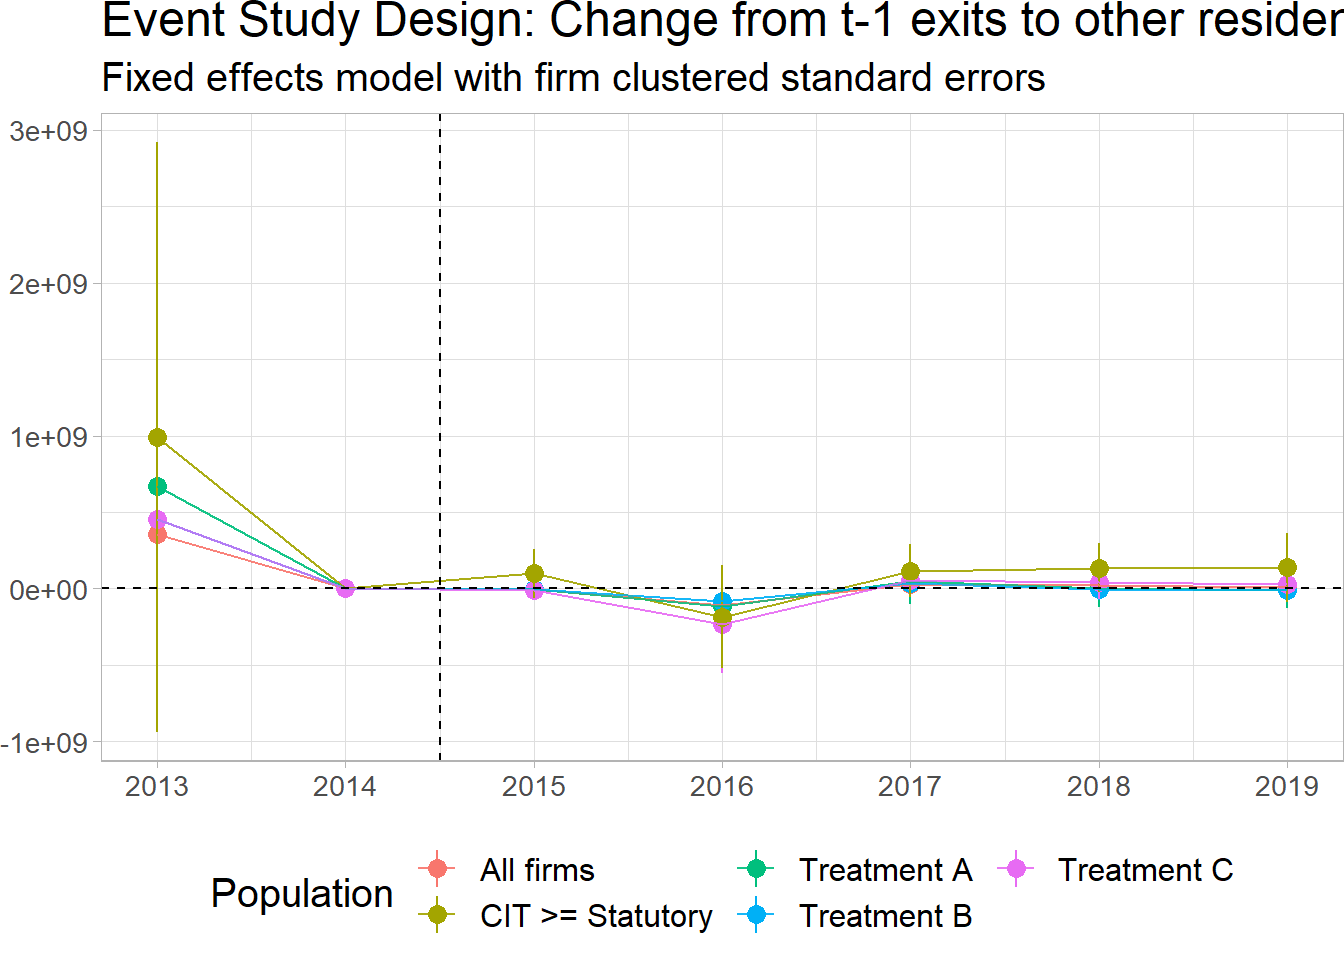 Event Study Design: Change from t-1 exits to other
Fixed effects model with firm clustered standard errors
3e+09
2e+09
1e+09
0e+00
-1e+09
2013 2014 2015 2016 2017 2018 2019
Population
All firms Treatment A Treatment C
CIT >= Statutory Treatment B